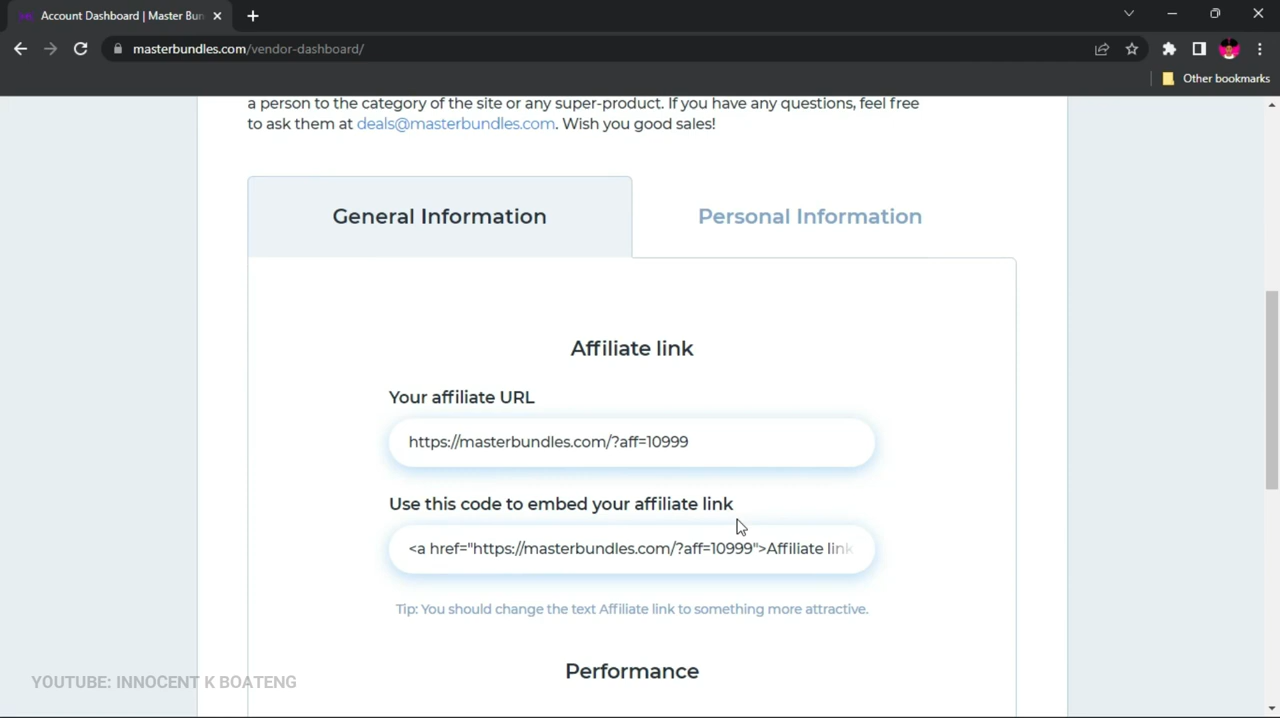 Account Dashboard | Master Bun
masterbundles.com/vendor-dashboard/
Other bookmarks
a person to the category of the site or any super-product. If you have any questions, feel free
to ask them at deals@masterbundles.com. Wish you good sales!
General Information
Personal Information
Affiliate link
Your affiliate URL
https://masterbundles.com/?aff=10999
Use this code to embed your affiliate link
<a href="https://masterbundles.com/?aff=10999">Affiliate link
Tip: You should change the text Affiliate link to something more attractive.
Performance
YOUTUBE: INNOCENT K BOATENG